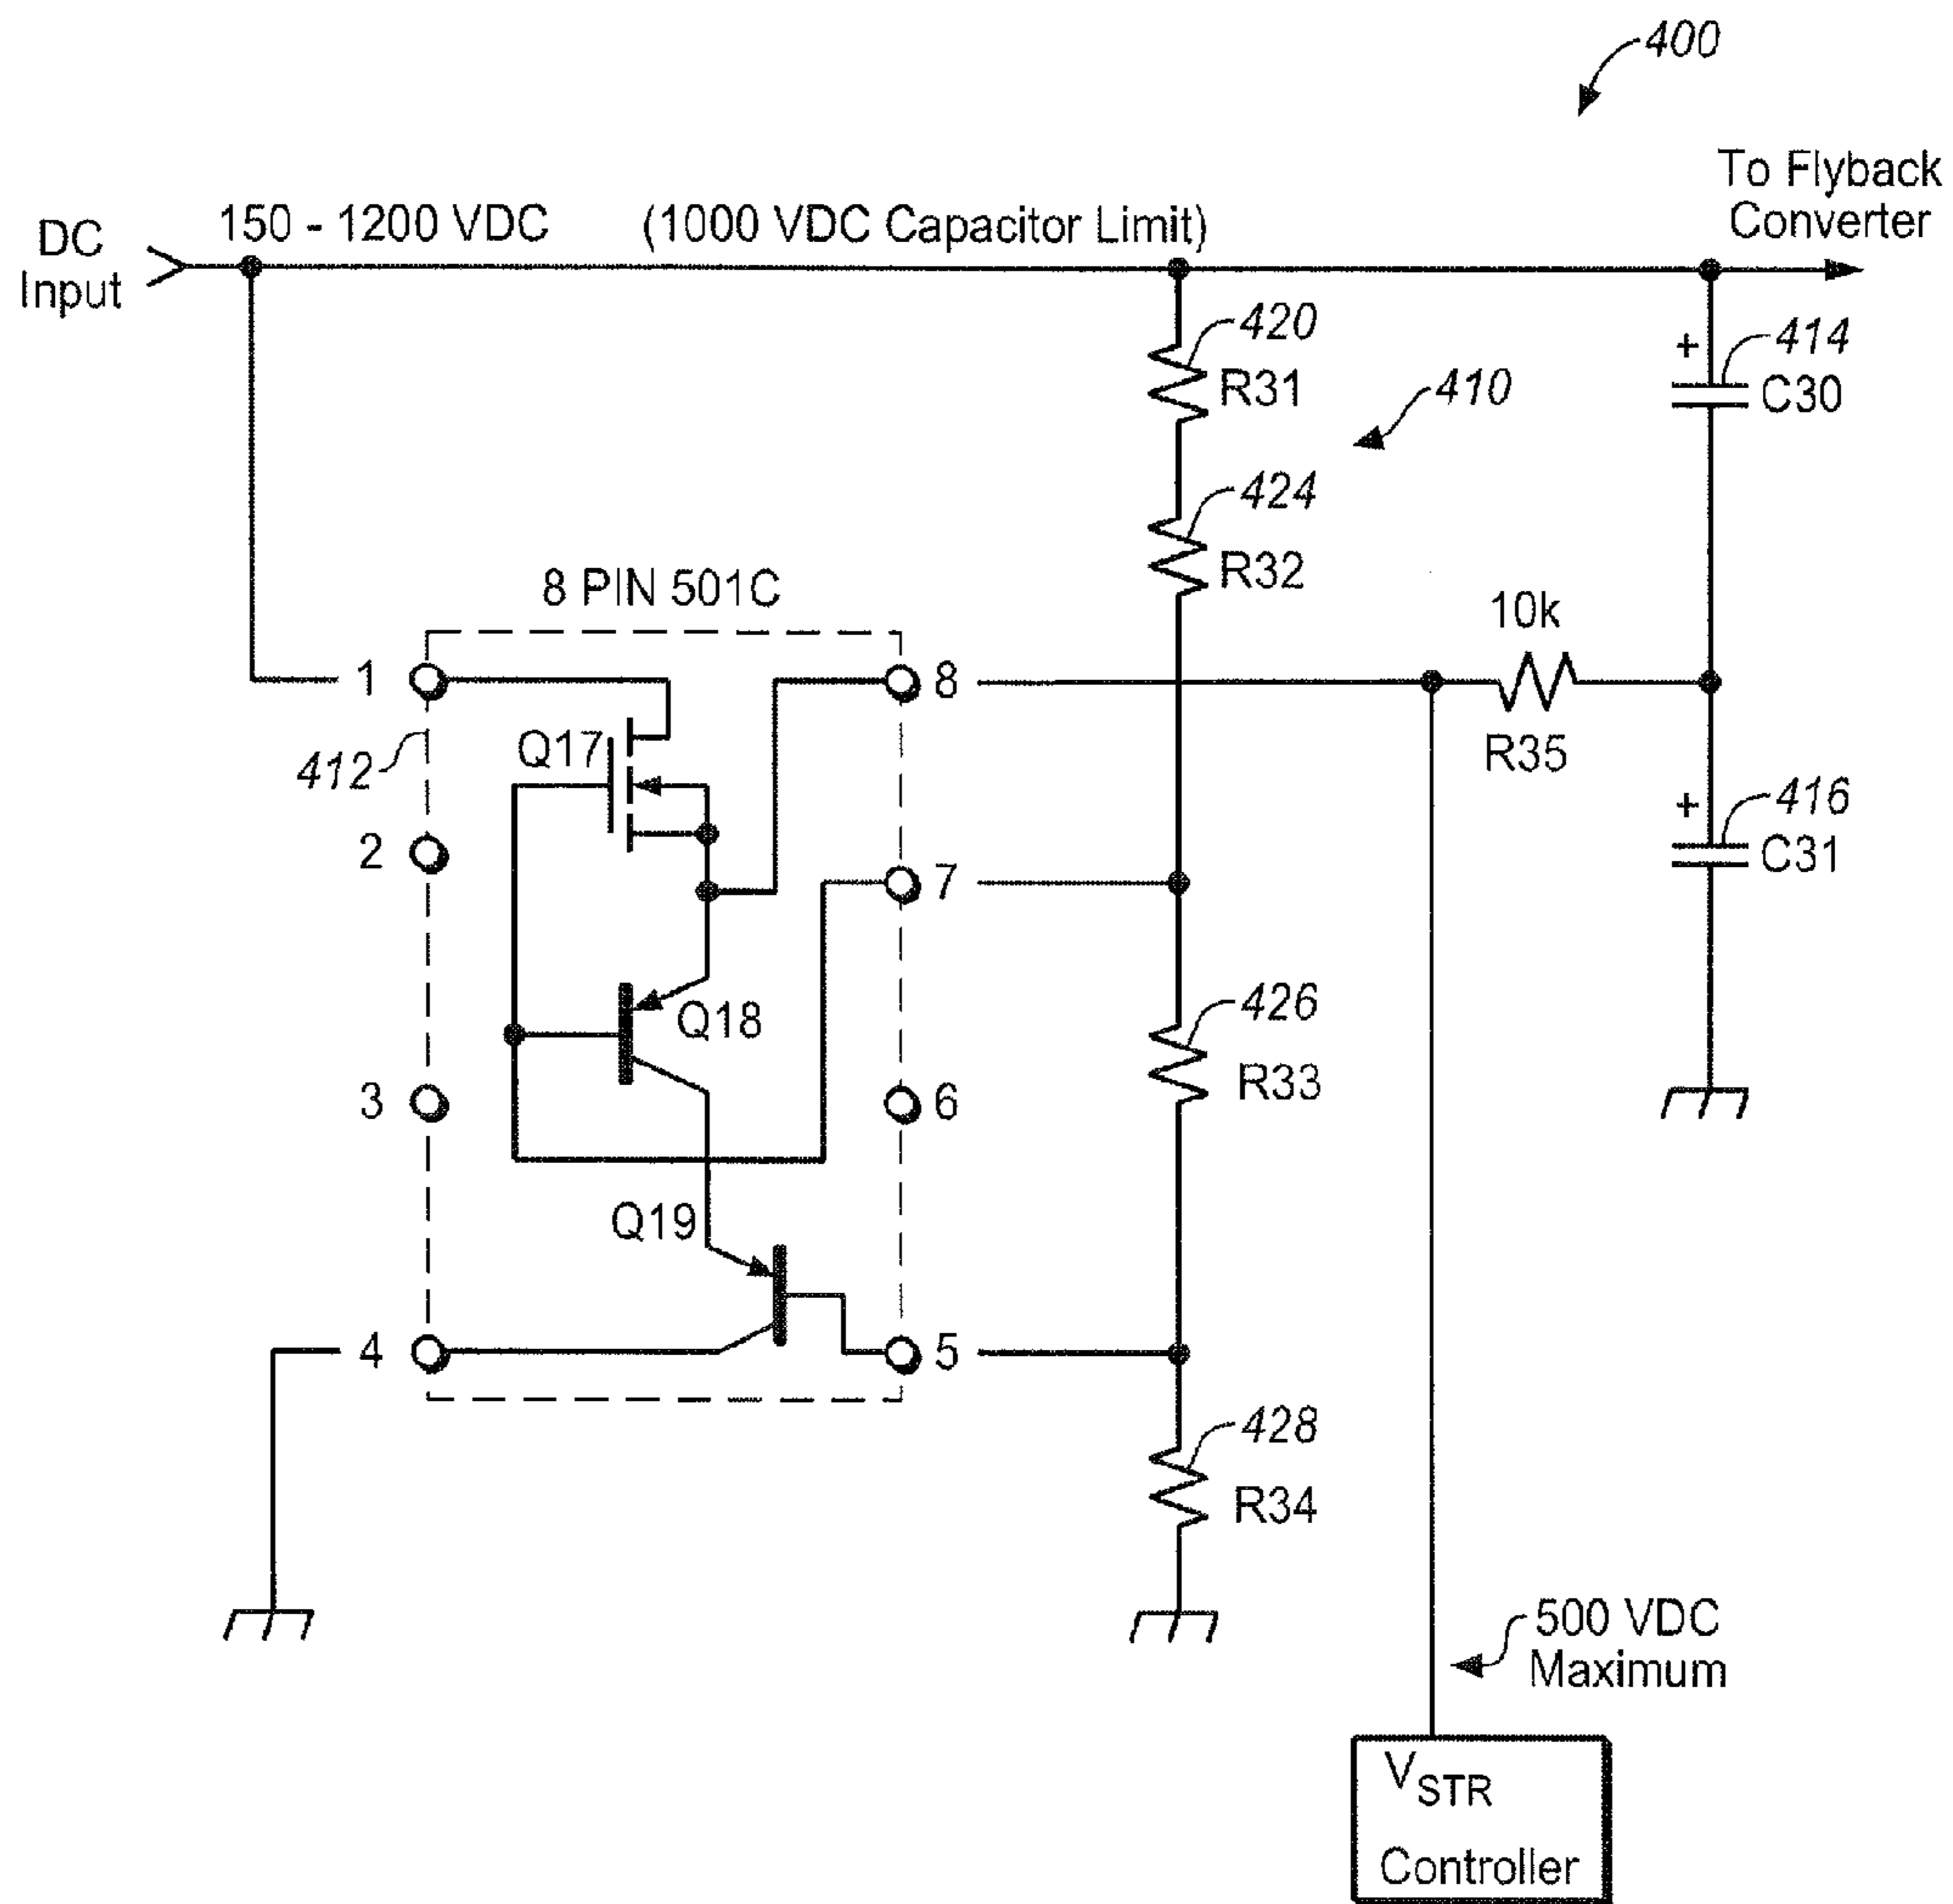 400
To Flyback
Converter
DC
Input
150 - 1200 VDC (1000 VDC Capacitor Limit)
420
R31
410
+
414
C30
424
R32
8 PIN 501C
10k
R35
1
8
412
Q17
2
7
+
416
C31
Q18
426
R33
3
6
Q19
4
5
428
R34
500 VDC
Maximum
VSTR
Controller